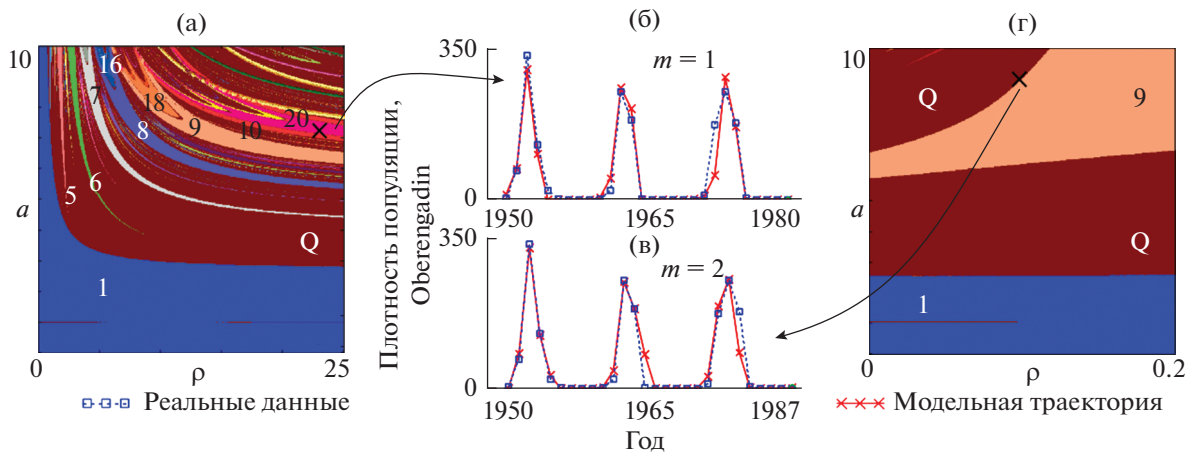 (а)
10
16
7
18
20
8
9
10
5
6
a
Q
1
0
ρ
25
(б)
350
m = 1
0
1950
1965
1980
Плотность популяции,
Oberengadin
(в)
350
m = 2
0
1950
1965
1987
Год
(г)
10
Q
9
a
Q
1
0
ρ
0.2
Реальные данные
Модельная траектория